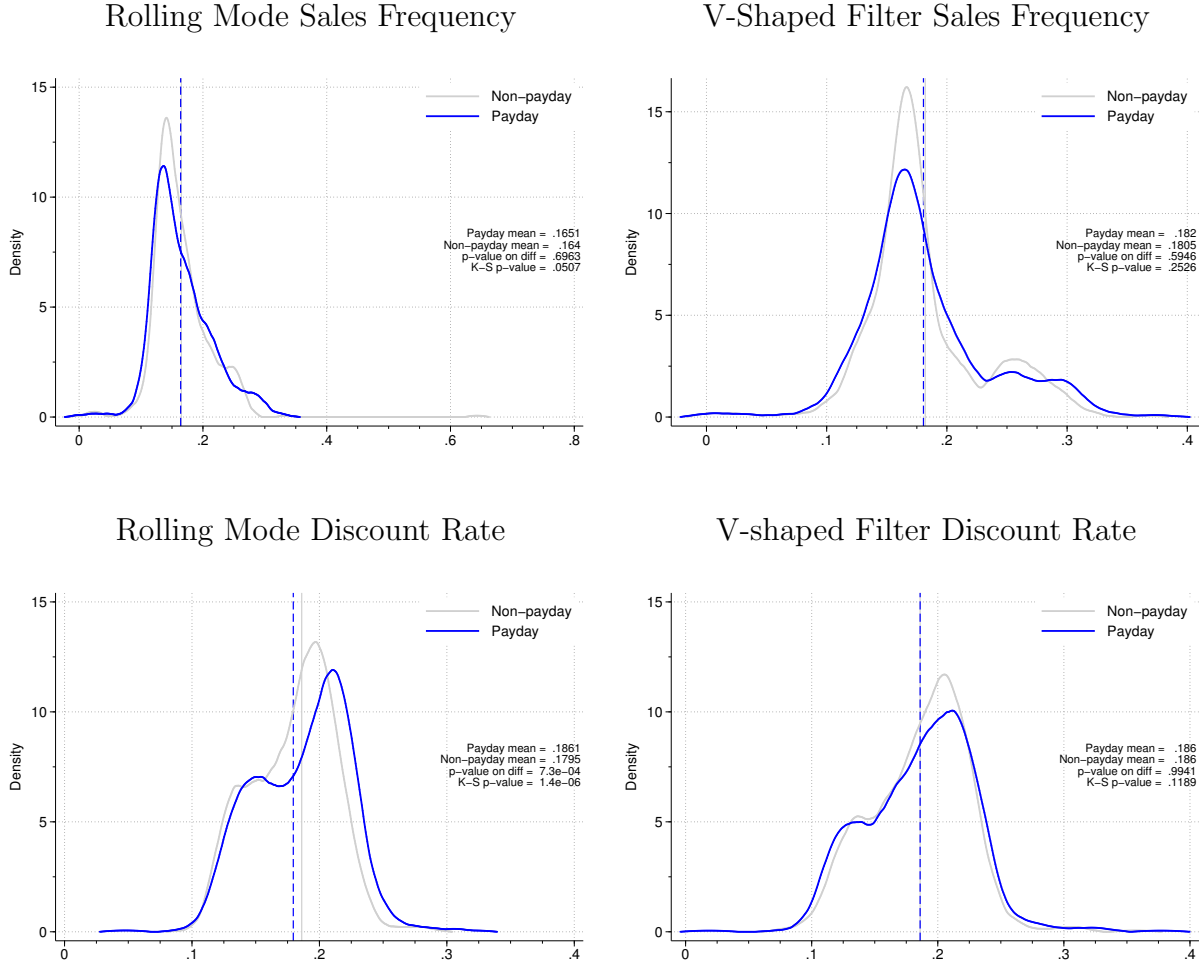 Rolling Mode Sales Frequency
V-Shaped Filter Sales Frequency
15
10
5
0
Density
0
.2
.4
.6
.8
Non−payday
Payday
Payday mean = .1651
Non−payday mean = .164
p−value on diff = .6963
K−S p−value = .0507
15
10
5
0
Density
0
.1
.2
.3
.4
Non−payday
Payday
Payday mean = .182
Non−payday mean = .1805
p−value on diff = .5946
K−S p−value = .2526
Rolling Mode Discount Rate
V-shaped Filter Discount Rate
15
10
5
0
Density
0
.1
.2
.3
.4
Non−payday
Payday
Payday mean = .1861
Non−payday mean = .1795
p−value on diff = 7.3e−04
K−S p−value = 1.4e−06
15
10
5
0
Density
0
.1
.2
.3
.4
Non−payday
Payday
Payday mean = .186
Non−payday mean = .186
p−value on diff = .9941
K−S p−value = .1189